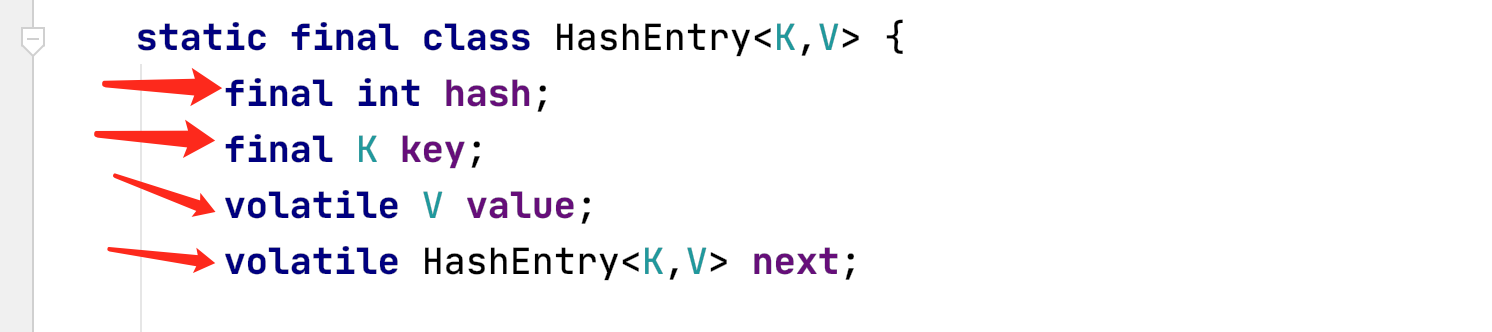 static final class HashEntry<K,V> {
final int hash;
final K key;
volatile V value;
volatile HashEntry<K,V> next;